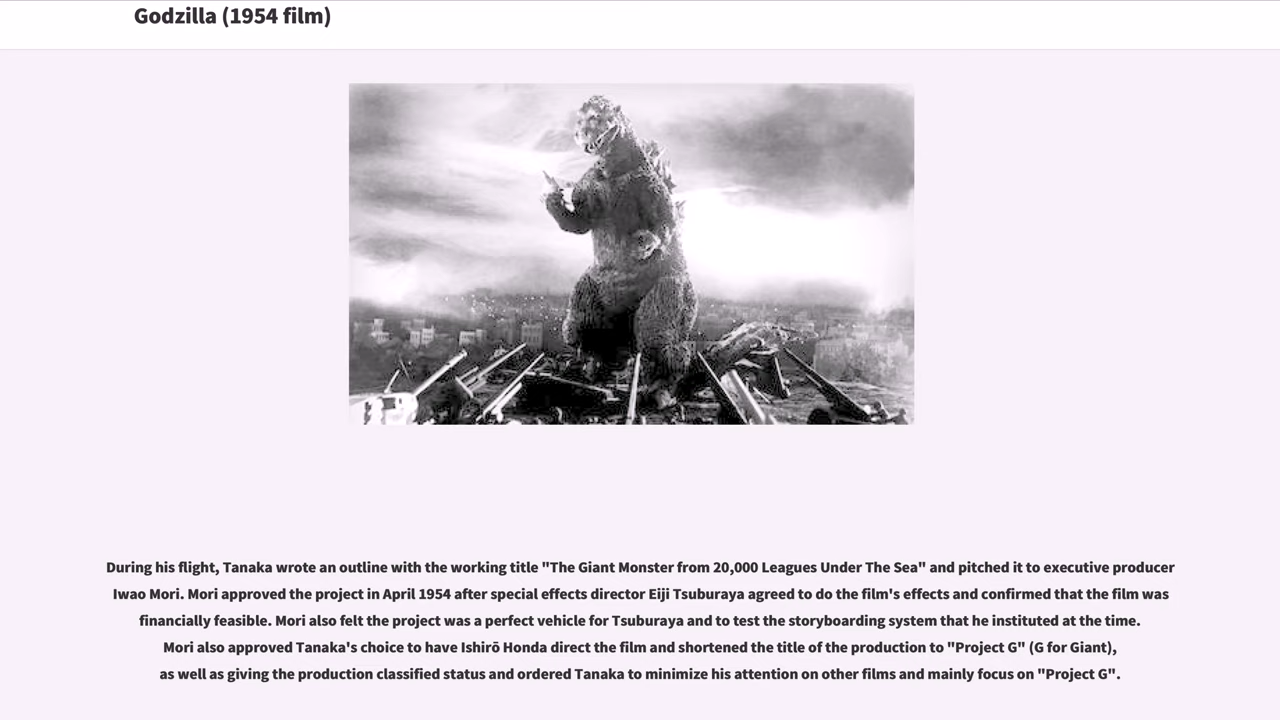 Godzilla (1954 film)
During his flight, Tanaka wrote an outline with the working title "The Giant Monster from 20,000 Leagues Under The Sea" and pitched it to executive producer
Iwao Mori. Mori approved the project in April 1954 after special effects director Eiji Tsuburaya agreed to do the film's effects and confirmed that the film was
financially feasible. Mori also felt the project was a perfect vehicle for Tsuburaya and to test the storyboarding system that he instituted at the time.
Mori also approved Tanaka's choice to have Ishirō Honda direct the film and shortened the title of the production to "Project G" (G for Giant),
as well as giving the production classified status and ordered Tanaka to minimize his attention on other films and mainly focus on "Project G".